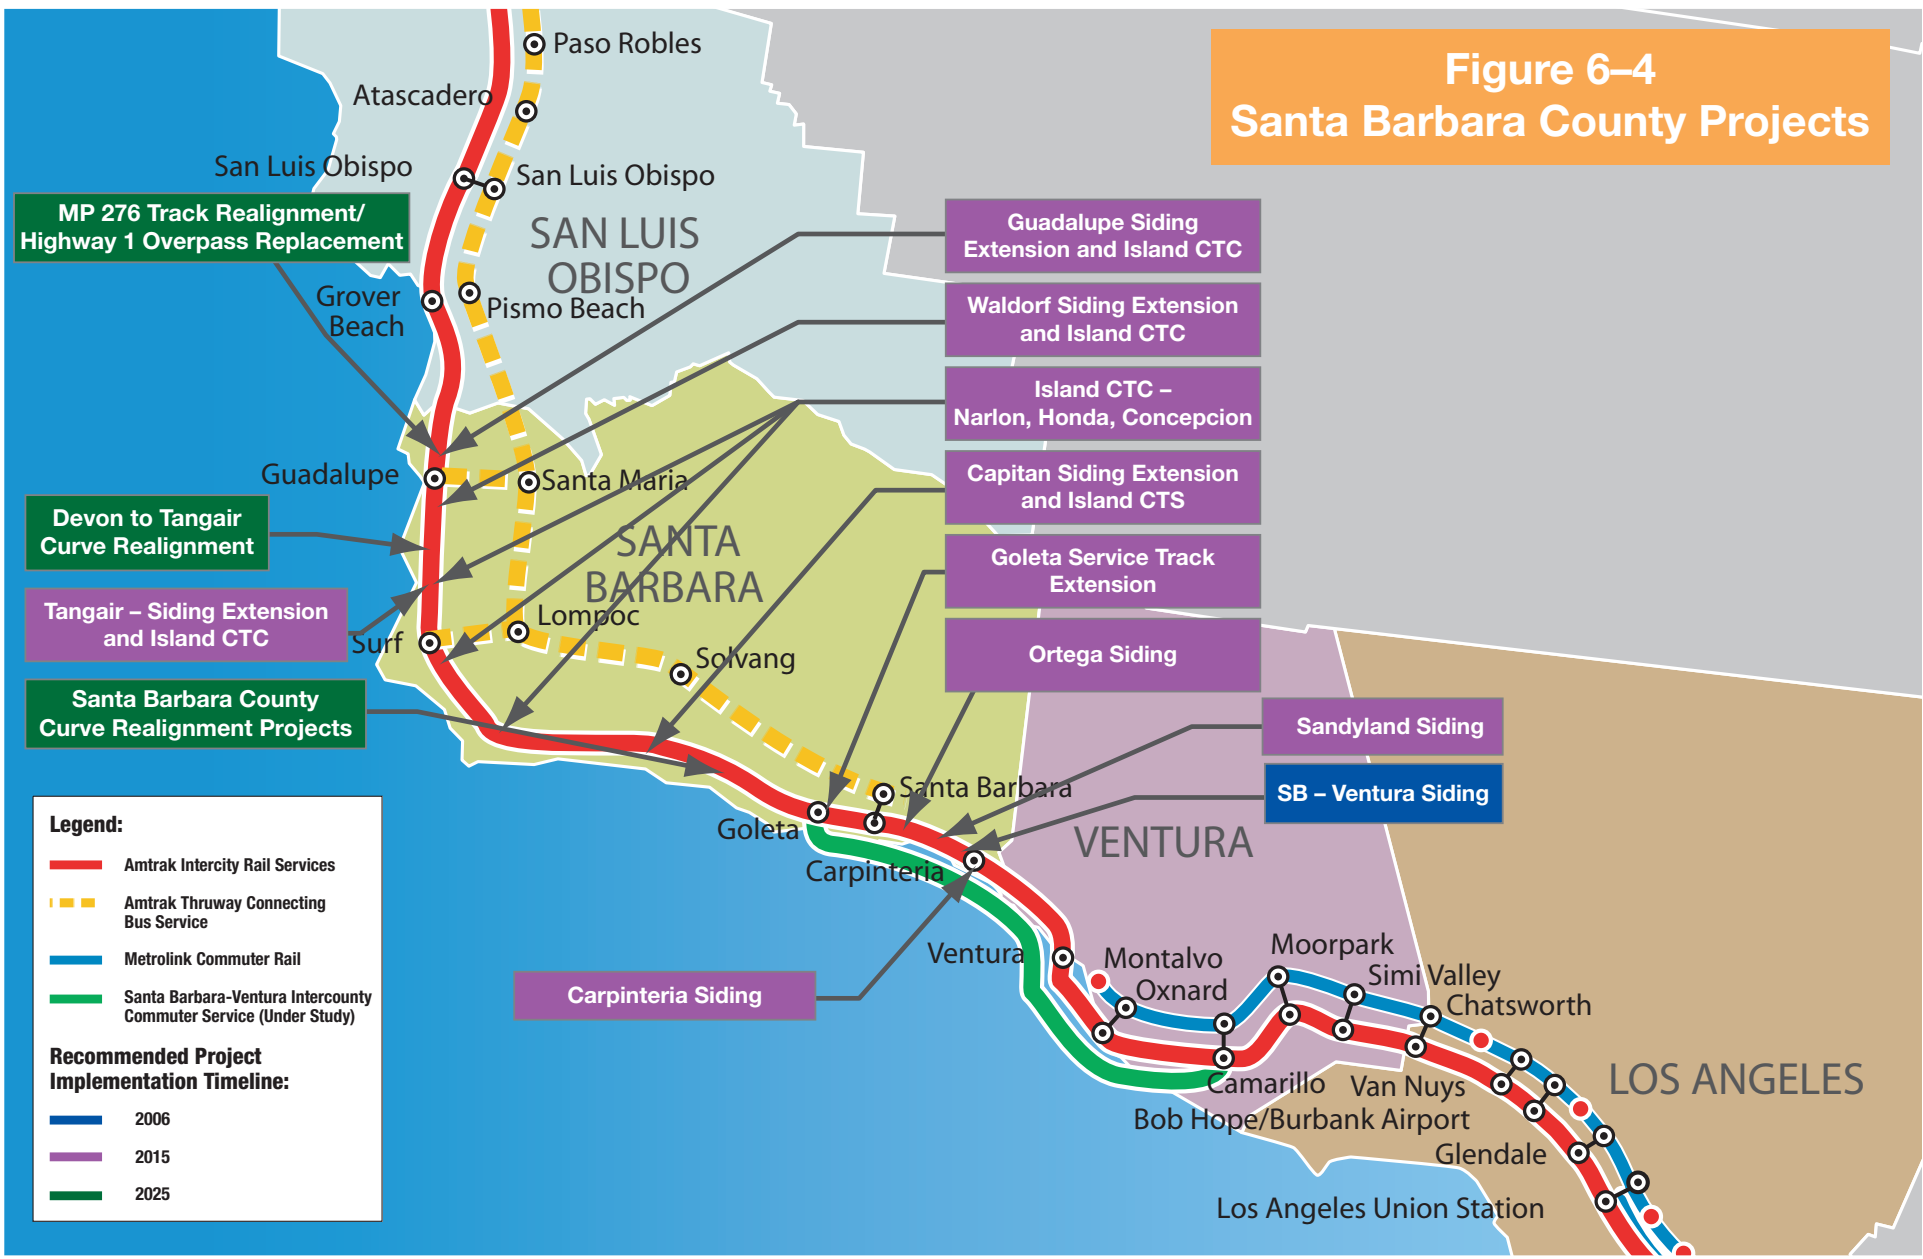 Figure 6–4
Santa Barbara County Projects
Paso Robles
Atascadero
San Luis Obispo
San Luis Obispo
MP 276 Track Realignment/
Highway 1 Overpass Replacement
SAN LUIS
OBISPO
Grover
Beach
Pismo Beach
Guadalupe Siding
Extension and Island CTC
Waldorf Siding Extension
and Island CTC
Island CTC –
Narlon, Honda, Concepcion
Capitan Siding Extension
and Island CTS
Goleta Service Track
Extension
Ortega Siding
Sandyland Siding
SB – Ventura Siding
Guadalupe
Santa Maria
Devon to Tangair
Curve Realignment
SANTA
BARBARA
Tangair – Siding Extension
and Island CTC
Surf
Lompoc
Solvang
Santa Barbara County
Curve Realignment Projects
Santa Barbara
Goleta
Carpinteria
VENTURA
Ventura
Carpinteria Siding
Montalvo
Oxnard
Moorpark
Simi Valley
Chatsworth
Camarillo
Van Nuys
Bob Hope/Burbank Airport
Glendale
Los Angeles Union Station
LOS ANGELES
Legend:
Amtrak Intercity Rail Services
Amtrak Thruway Connecting
Bus Service
Metrolink Commuter Rail
Santa Barbara-Ventura Intercounty
Commuter Service (Under Study)
Recommended Project
Implementation Timeline:
2006
2015
2025